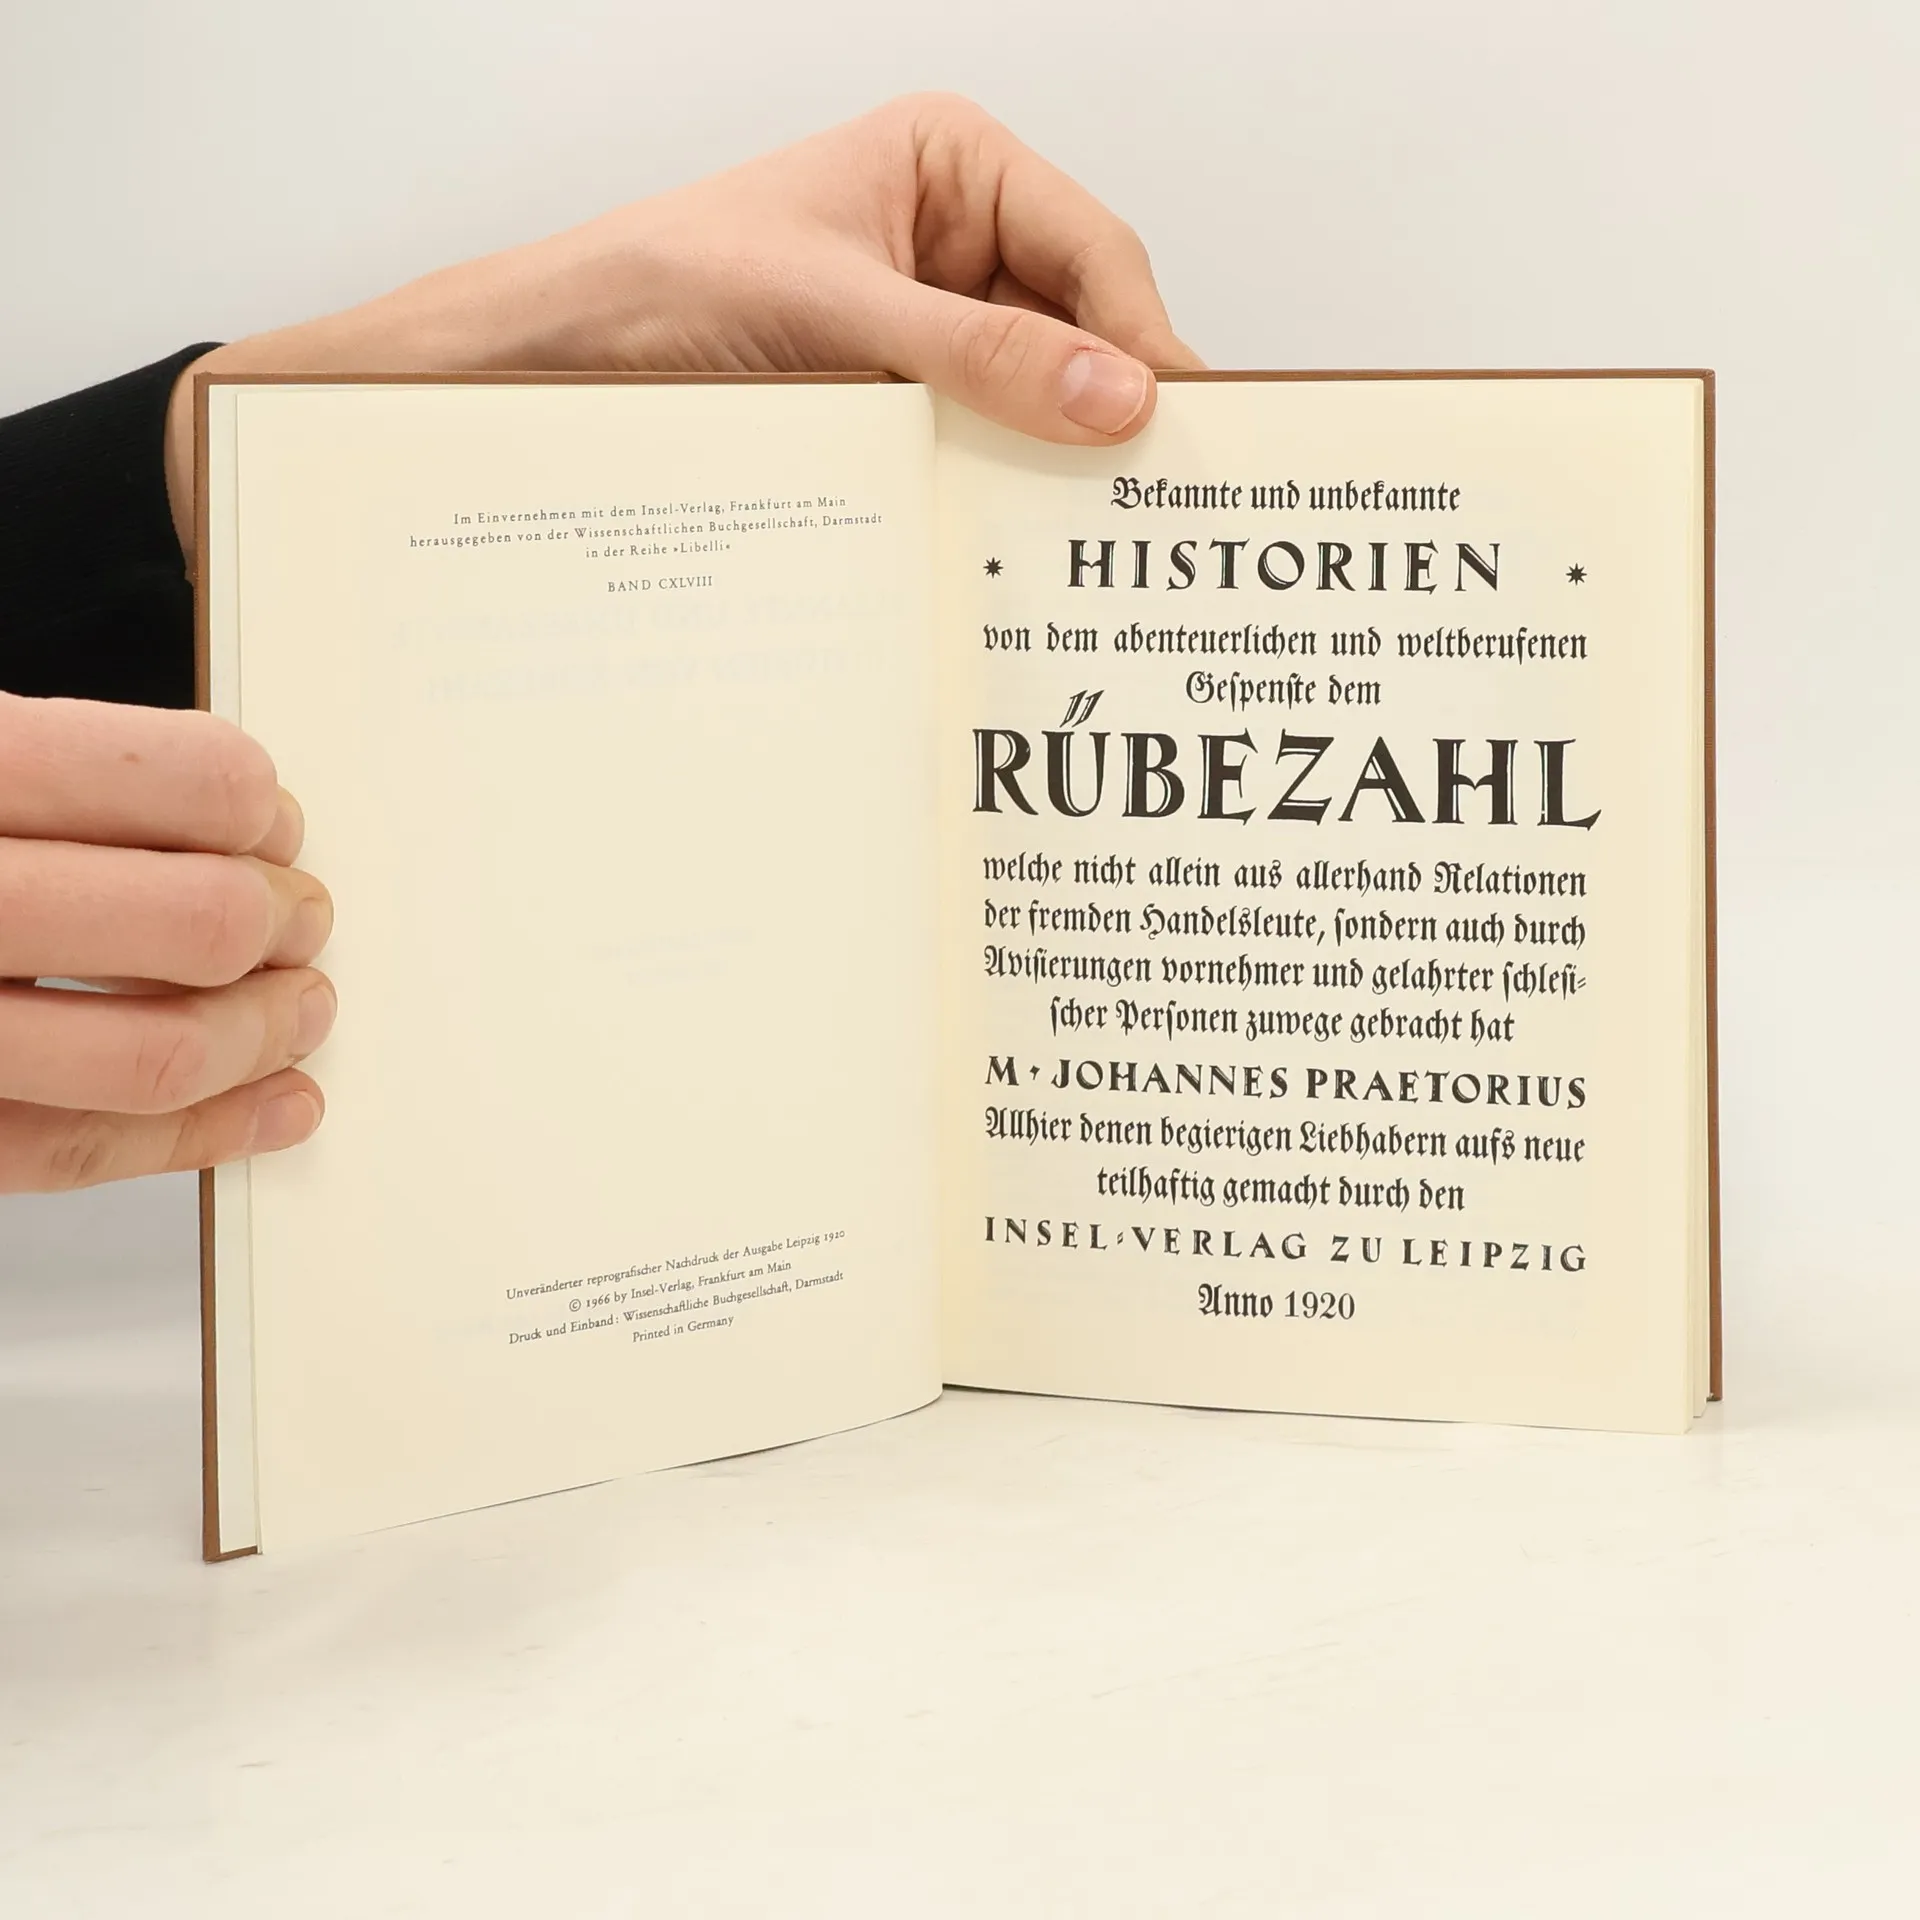 Im Einvernehmen mit dem Insel-Verlag, Frankfurt am Main
herausgegeben von der Wissenschaftlichen Buchgesellschaft, Darmstadt
in der Reihe »Libelli«
BAND CXLVIII
Unveränderter reprografischer Nachdruck der Ausgabe Leipzig 1920
© 1966 by Insel-Verlag, Frankfurt am Main
Druck und Einband: Wissenschaftliche Buchgesellschaft, Darmstadt
Printed in Germany
Bekannte und unbekannte
* HISTORIEN *
von dem abenteuerlichen und weltberufenen
Geſpenſte dem
RÜBEZAHL
welche nicht allein aus allerhand Relationen
der fremden Handelsleute, ſondern auch durch
Aviſierungen vornehmer und gelahrter ſchleſi⸗
ſcher Perſonen zuwege gebracht hat
M · JOHANNES PRAETORIUS
Allhier denen begierigen Liebhabern aufs neue
teilhaftig gemacht durch den
INSEL⸗VERLAG ZU LEIPZIG
Anno 1920